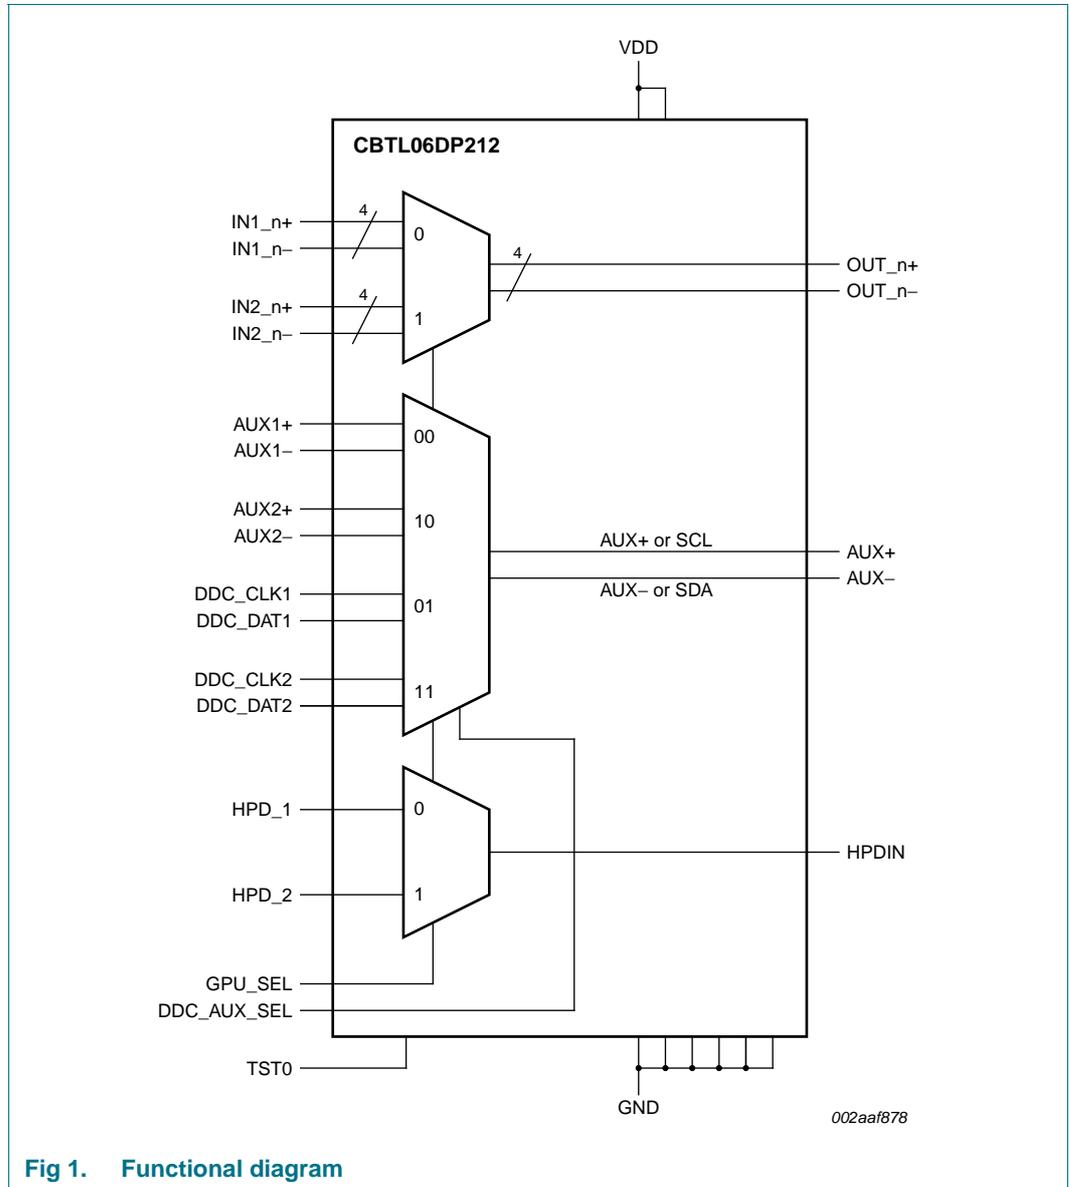 VDD
CBTL06DP212
IN1_n+
IN1_n−
4
0
IN2_n+
IN2_n−
4
1
4
OUT_n+
OUT_n−
AUX1+
AUX1−
00
AUX2+
AUX2−
10
DDC_CLK1
DDC_DAT1
01
DDC_CLK2
DDC_DAT2
11
AUX+ or SCL
AUX− or SDA
AUX+
AUX−
HPD_1
0
HPD_2
1
HPDIN
GPU_SEL
DDC_AUX_SEL
TST0
GND
002aaf878
Fig 1. Functional diagram